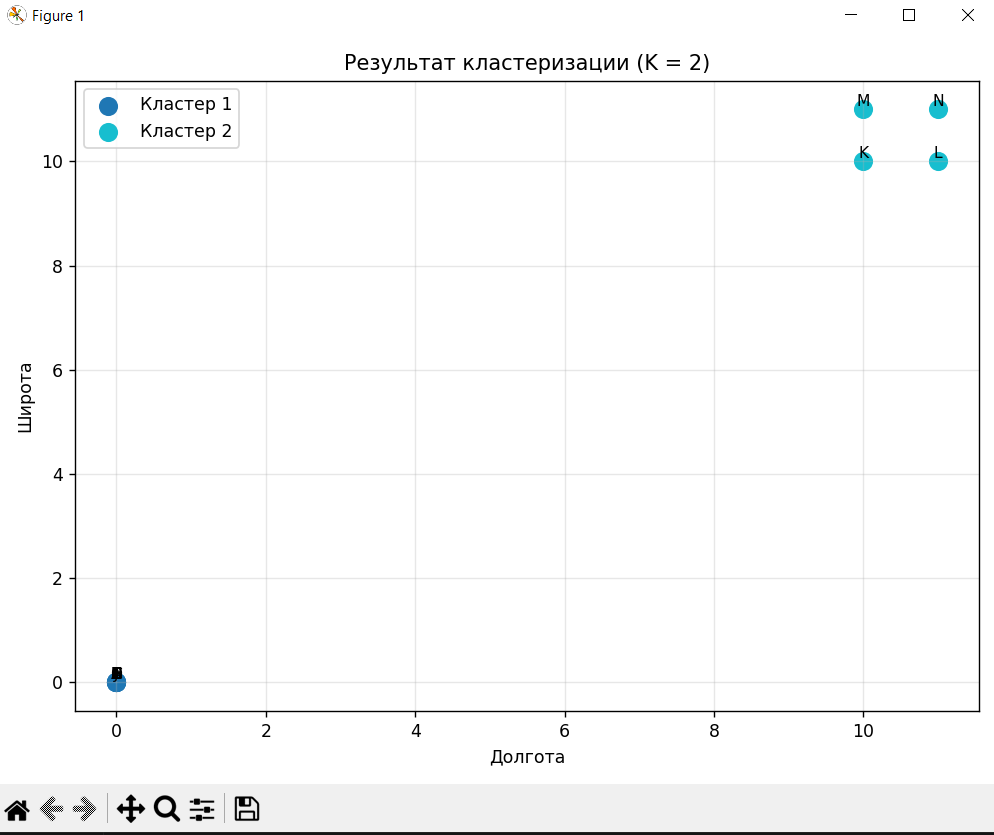 Figure 1
Результат кластеризации (K = 2)
Кластер 1
Кластер 2
M N
K L
10
8
6
4
2
0
0 2 4 6 8 10
Широта
Долгота